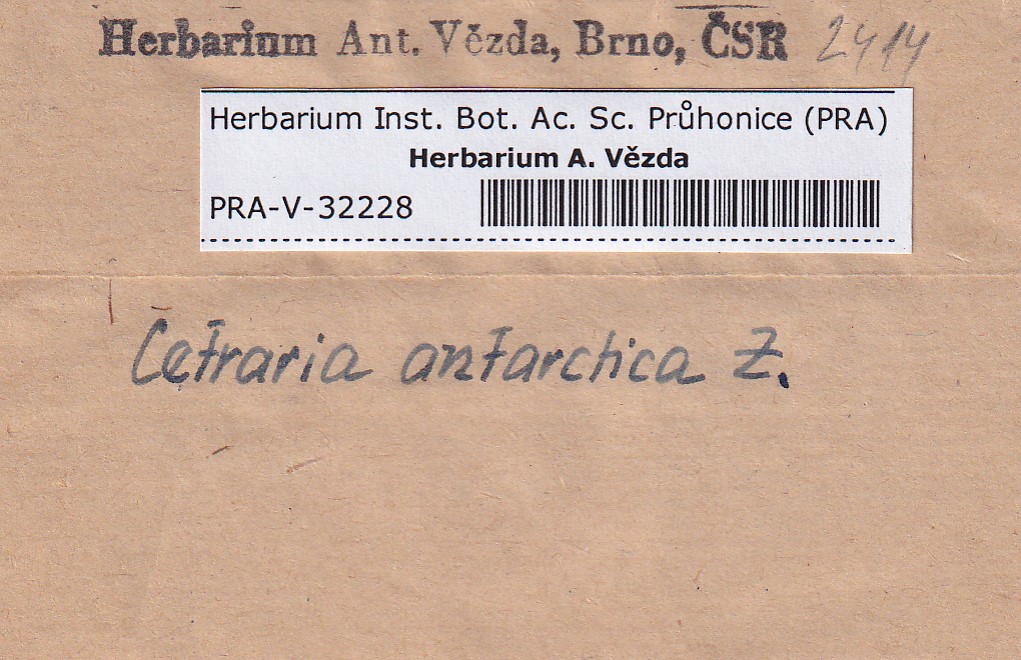 Herbarium Ant. Vězda, Brno, ČSR 2414
Herbarium Inst. Bot. Ac. Sc. Průhonice (PRA)
Herbarium A. Vězda
PRA-V-32228
Cetraria antarctica Z.